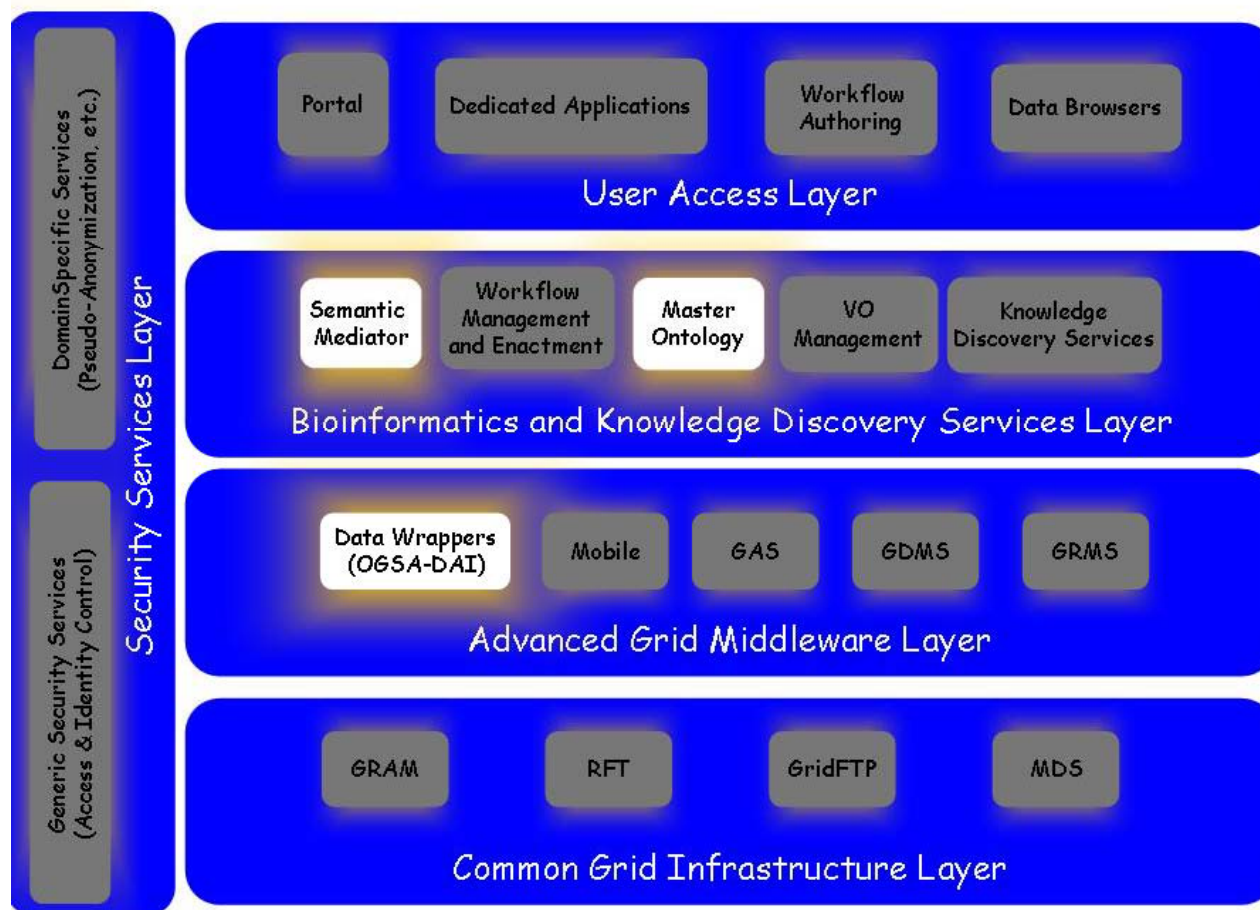 DomainSpecific Services
(Pseudo-Anonymization, etc.)
Generic Security Services
(Access & Identity Control)
Security Services Layer
Portal
Dedicated Applications
Workflow
Authoring
Data Browsers
User Access Layer
Semantic
Mediator
Workflow
Management
and Enactment
Master
Ontology
VO
Management
Knowledge
Discovery Services
Bioinformatics and Knowledge Discovery Services Layer
Data Wrappers
(OGSA-DAI)
Mobile
GAS
GDMS
GRMS
Advanced Grid Middleware Layer
GRAM
RFT
GridFTP
MDS
Common Grid Infrastructure Layer